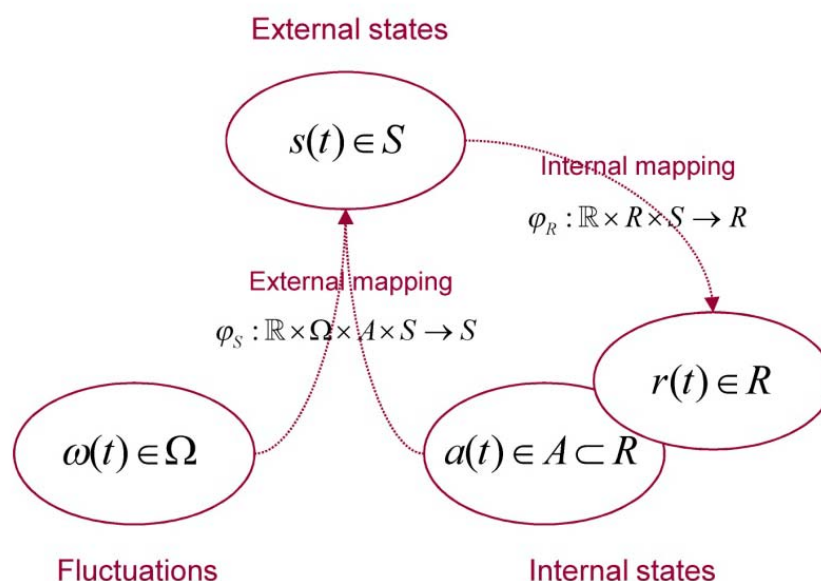 External states
s(t) ∈ S
Internal mapping
φ_R : ℝ × R × S → R
External mapping
φ_S : ℝ × Ω × A × S → S
r(t) ∈ R
ω(t) ∈ Ω
a(t) ∈ A ⊂ R
Fluctuations
Internal states